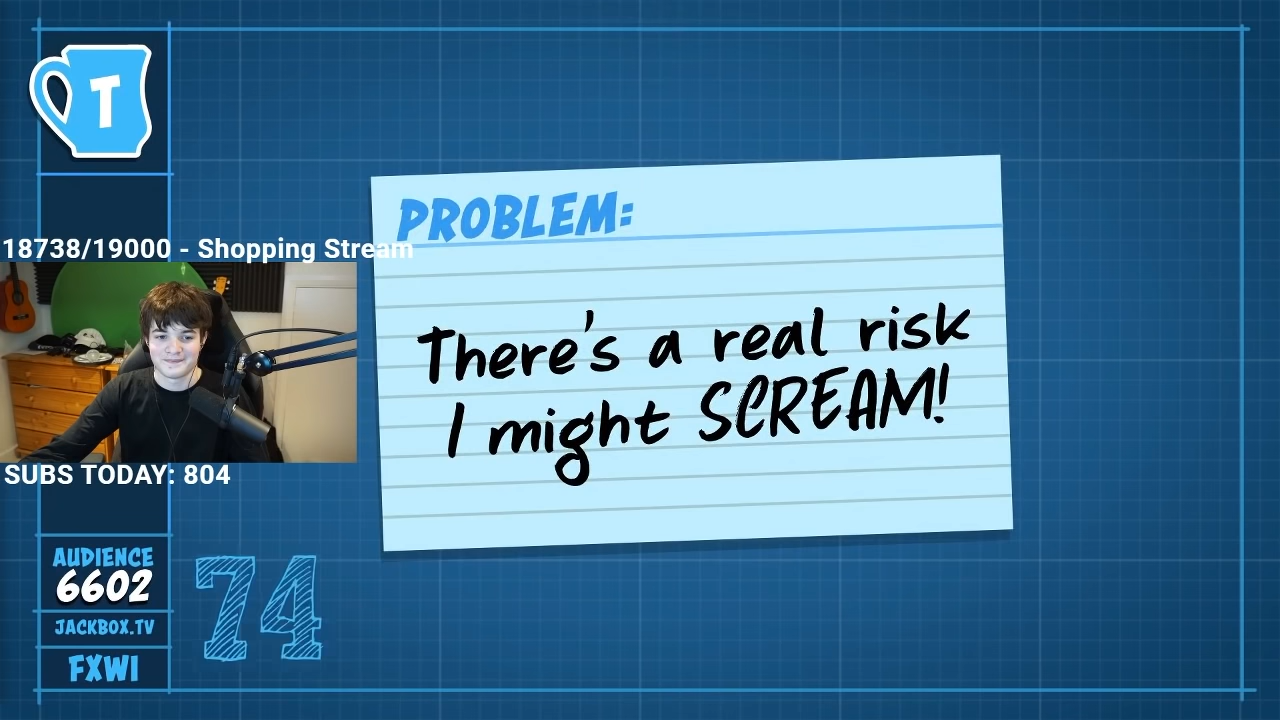 T
18738/19000 - Shopping Stream
SUBS TODAY: 804
AUDIENCE
6602
JACKBOX.TV
FXWI
74
PROBLEM:
There's a real risk
I might SCREAM!